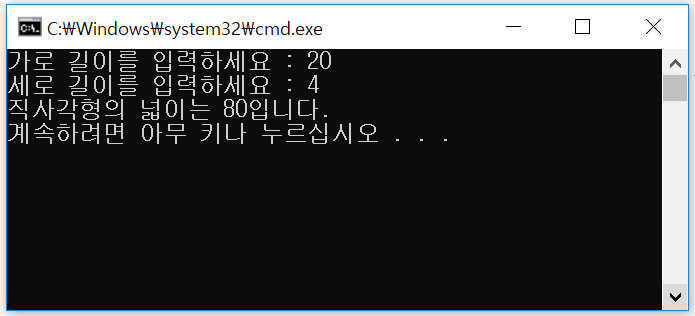 C:₩Windows₩system32₩cmd.exe
가로 길이를 입력하세요 : 20
세로 길이를 입력하세요 : 4
직사각형의 넓이는 80입니다.
계속하려면 아무 키나 누르십시오 . . .